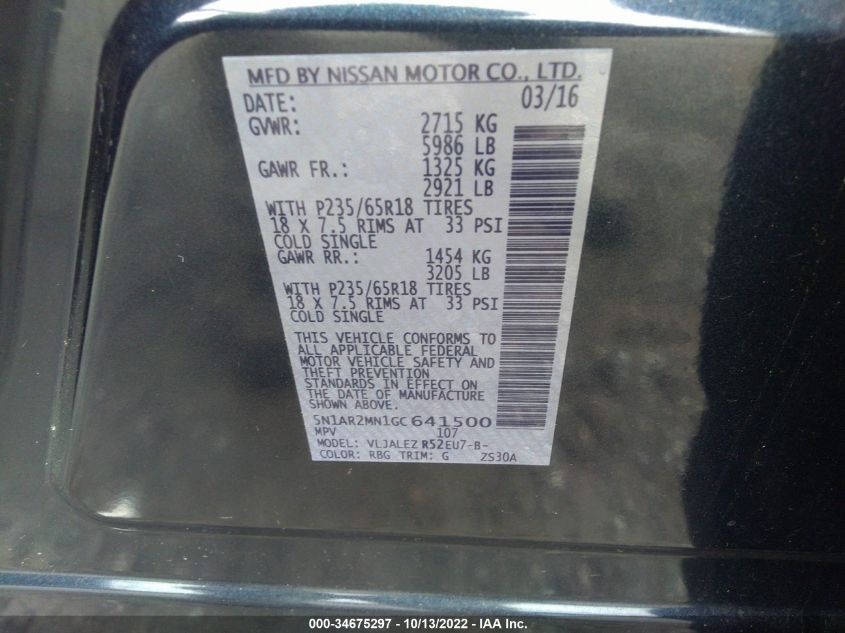 MFD BY NISSAN MOTOR CO., LTD.
DATE: 03/16
GVWR: 2715 KG
5986 LB
GAWR FR.: 1325 KG
2921 LB
WITH P235/65R18 TIRES
18 X 7.5 RIMS AT 33 PSI
COLD SINGLE
GAWR RR.: 1454 KG
3205 LB
WITH P235/65R18 TIRES
18 X 7.5 RIMS AT 33 PSI
COLD SINGLE
THIS VEHICLE CONFORMS TO
ALL APPLICABLE FEDERAL
MOTOR VEHICLE SAFETY AND
THEFT PREVENTION
STANDARDS IN EFFECT ON
THE DATE OF MANUFACTURE
SHOWN ABOVE.
5N1AR2MN1GC641500
MPV 107
MODEL: VLJALEZ R52EU7-B-
COLOR: RBG TRIM: G ZS30A
000-34675297 - 10/13/2022 - IAA Inc.